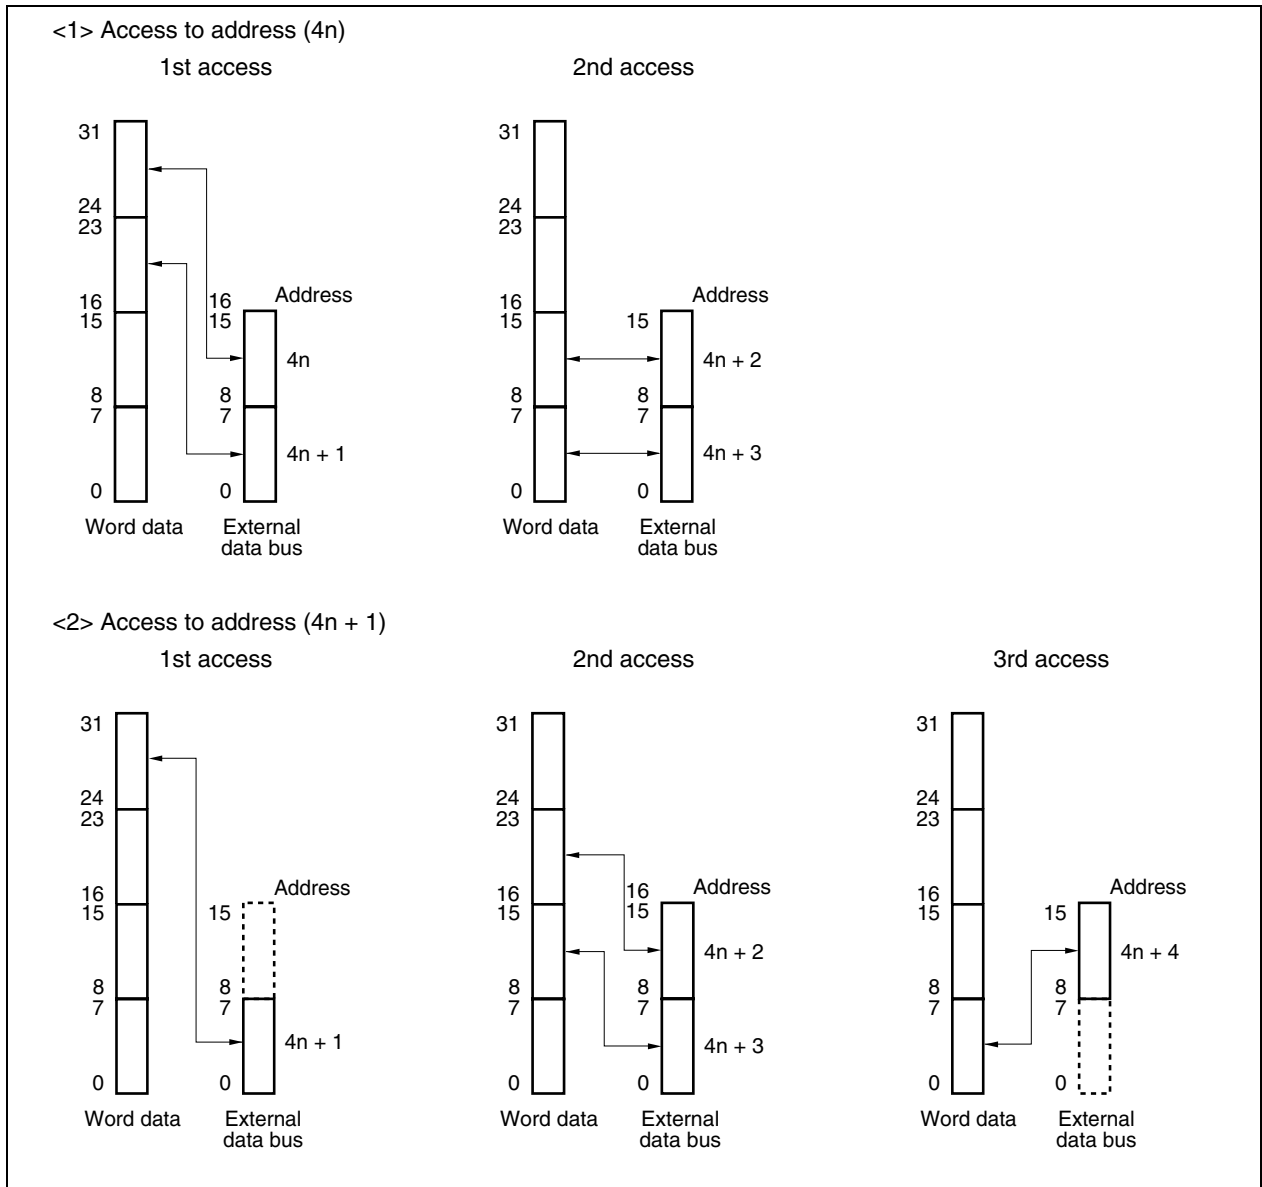 <1> Access to address (4n)
1st access
2nd access
31
24
23
16
15
8
7
0
16
15
8
7
0
Address
4n
4n + 1
Word data
External
data bus
31
24
23
16
15
8
7
0
15
8
7
0
Address
4n + 2
4n + 3
Word data
External
data bus
<2> Access to address (4n + 1)
1st access
2nd access
3rd access
31
24
23
16
15
8
7
0
15
8
7
0
Address
4n + 1
Word data
External
data bus
31
24
23
16
15
8
7
0
16
15
8
7
0
Address
4n + 2
4n + 3
Word data
External
data bus
31
24
23
16
15
8
7
0
15
8
7
0
Address
4n + 4
Word data
External
data bus